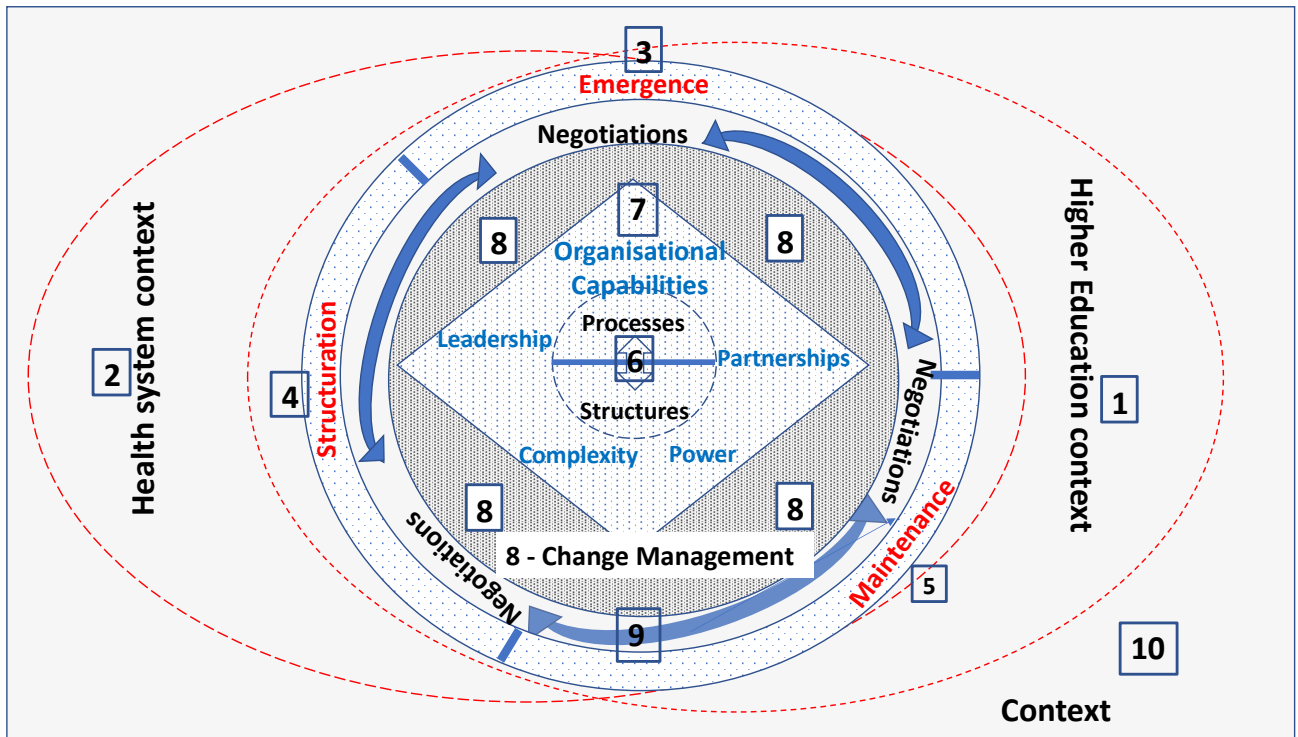 3
Emergence
Negotiations
7
8
8
Organisational
Capabilities
Processes
Leadership
6
Partnerships
Structures
Complexity
Power
Health system context
2
4
Structuration
Higher Education context
1
Negotiations
8
8
8 - Change Management
Negotiations
Maintenance
5
9
10
Context